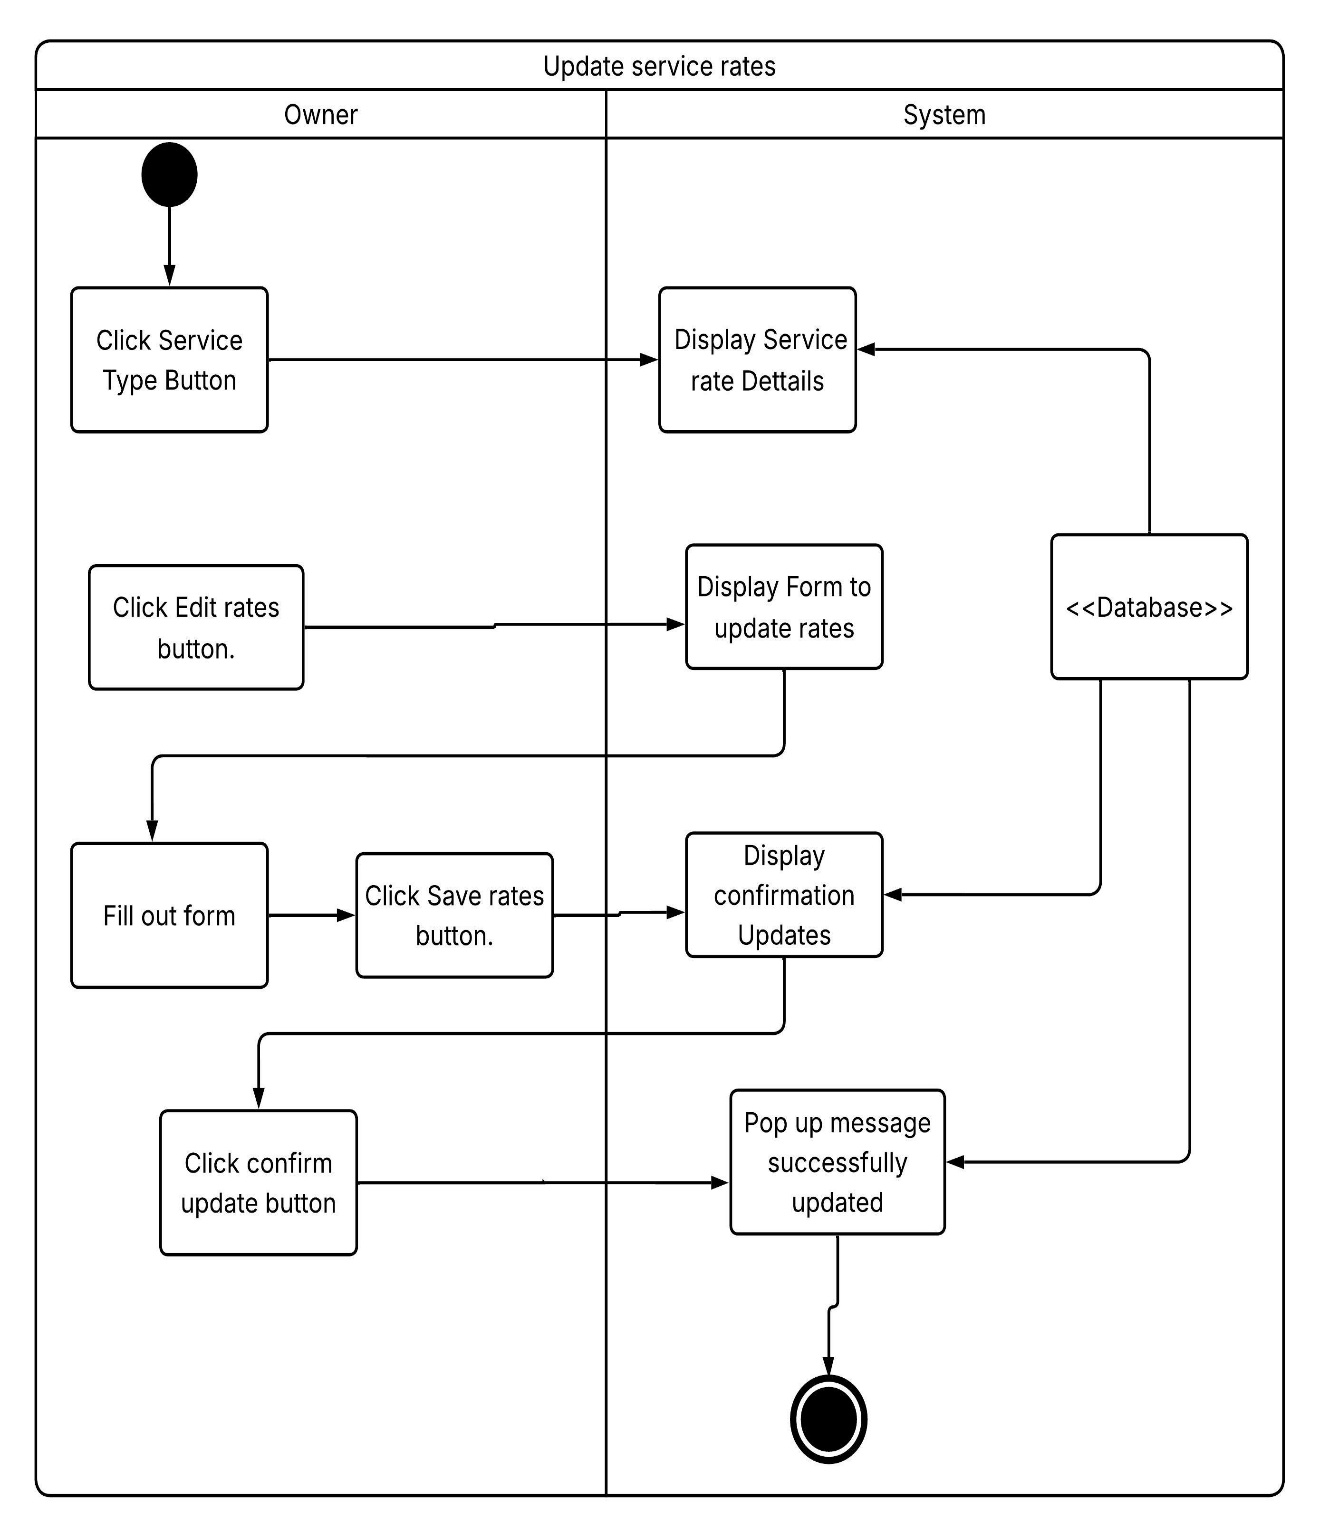 Update service rates
Owner
System
Click Service
Type Button
Display Service
rate Dettails
Click Edit rates
button.
Display Form to
update rates
<<Database>>
Fill out form
Click Save rates
button.
Display
confirmation
Updates
Click confirm
update button
Pop up message
successfully
updated